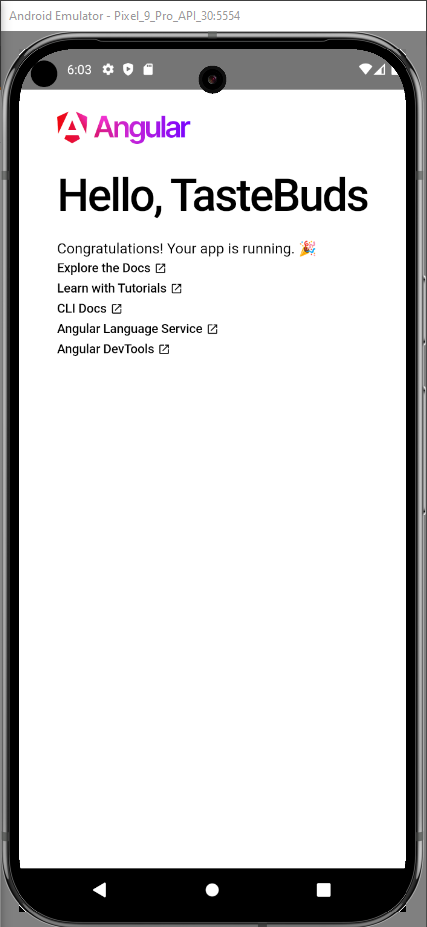 Android Emulator - Pixel_9_Pro_API_30:5554
6:03
Angular
Hello, TasteBuds
Congratulations! Your app is running. 🎉
Explore the Docs
Learn with Tutorials
CLI Docs
Angular Language Service
Angular DevTools